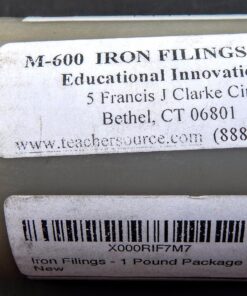 M-600 IRON FILINGS
Educational Innovatio
5 Francis J Clarke Cir
Bethel, CT 06801
www.teachersource.com (888
X000RIF7M7
Iron Filings - 1 Pound Package
New